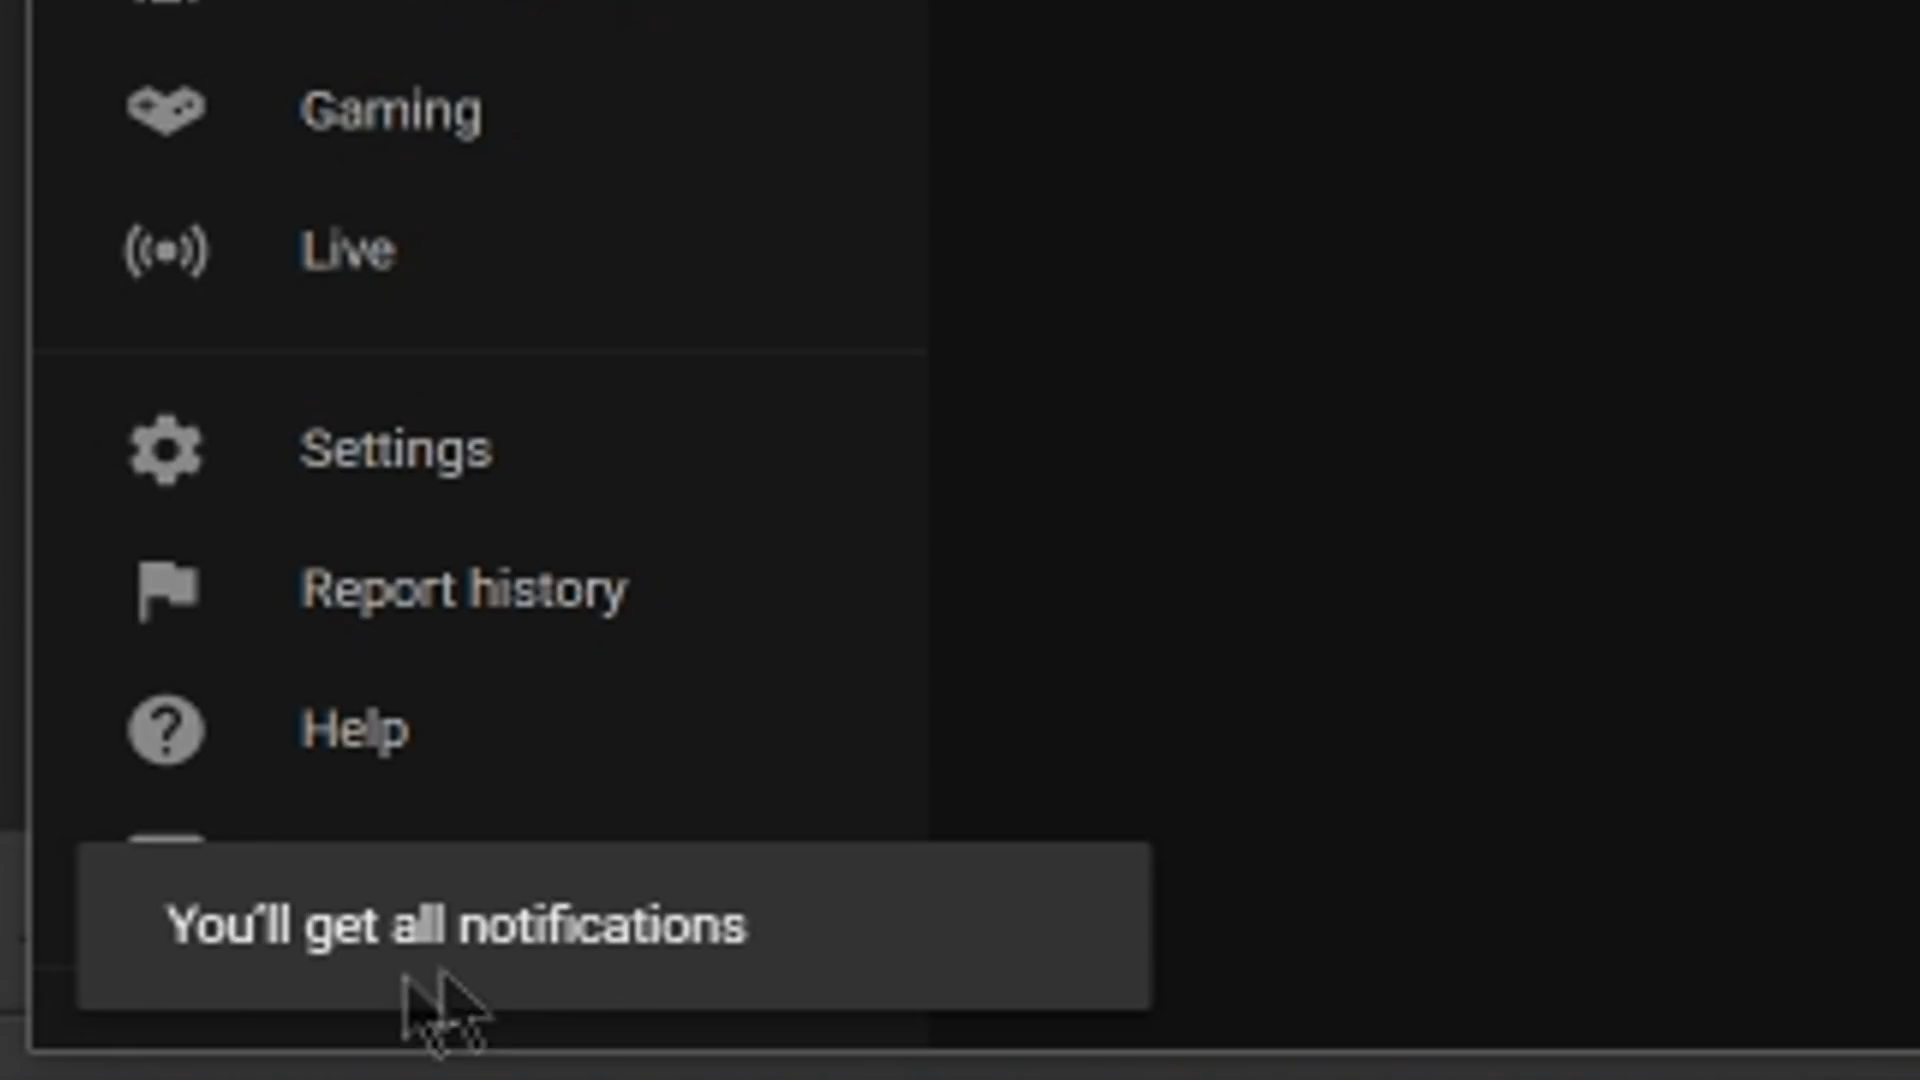 Gaming
Live
Settings
Report history
Help
You'll get all notifications